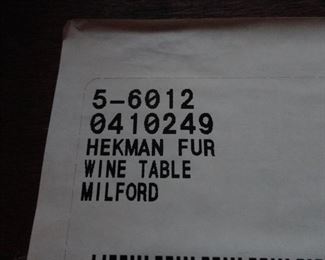 5-6012
0410249
HEKMAN FUR
WINE TABLE
MILFORD